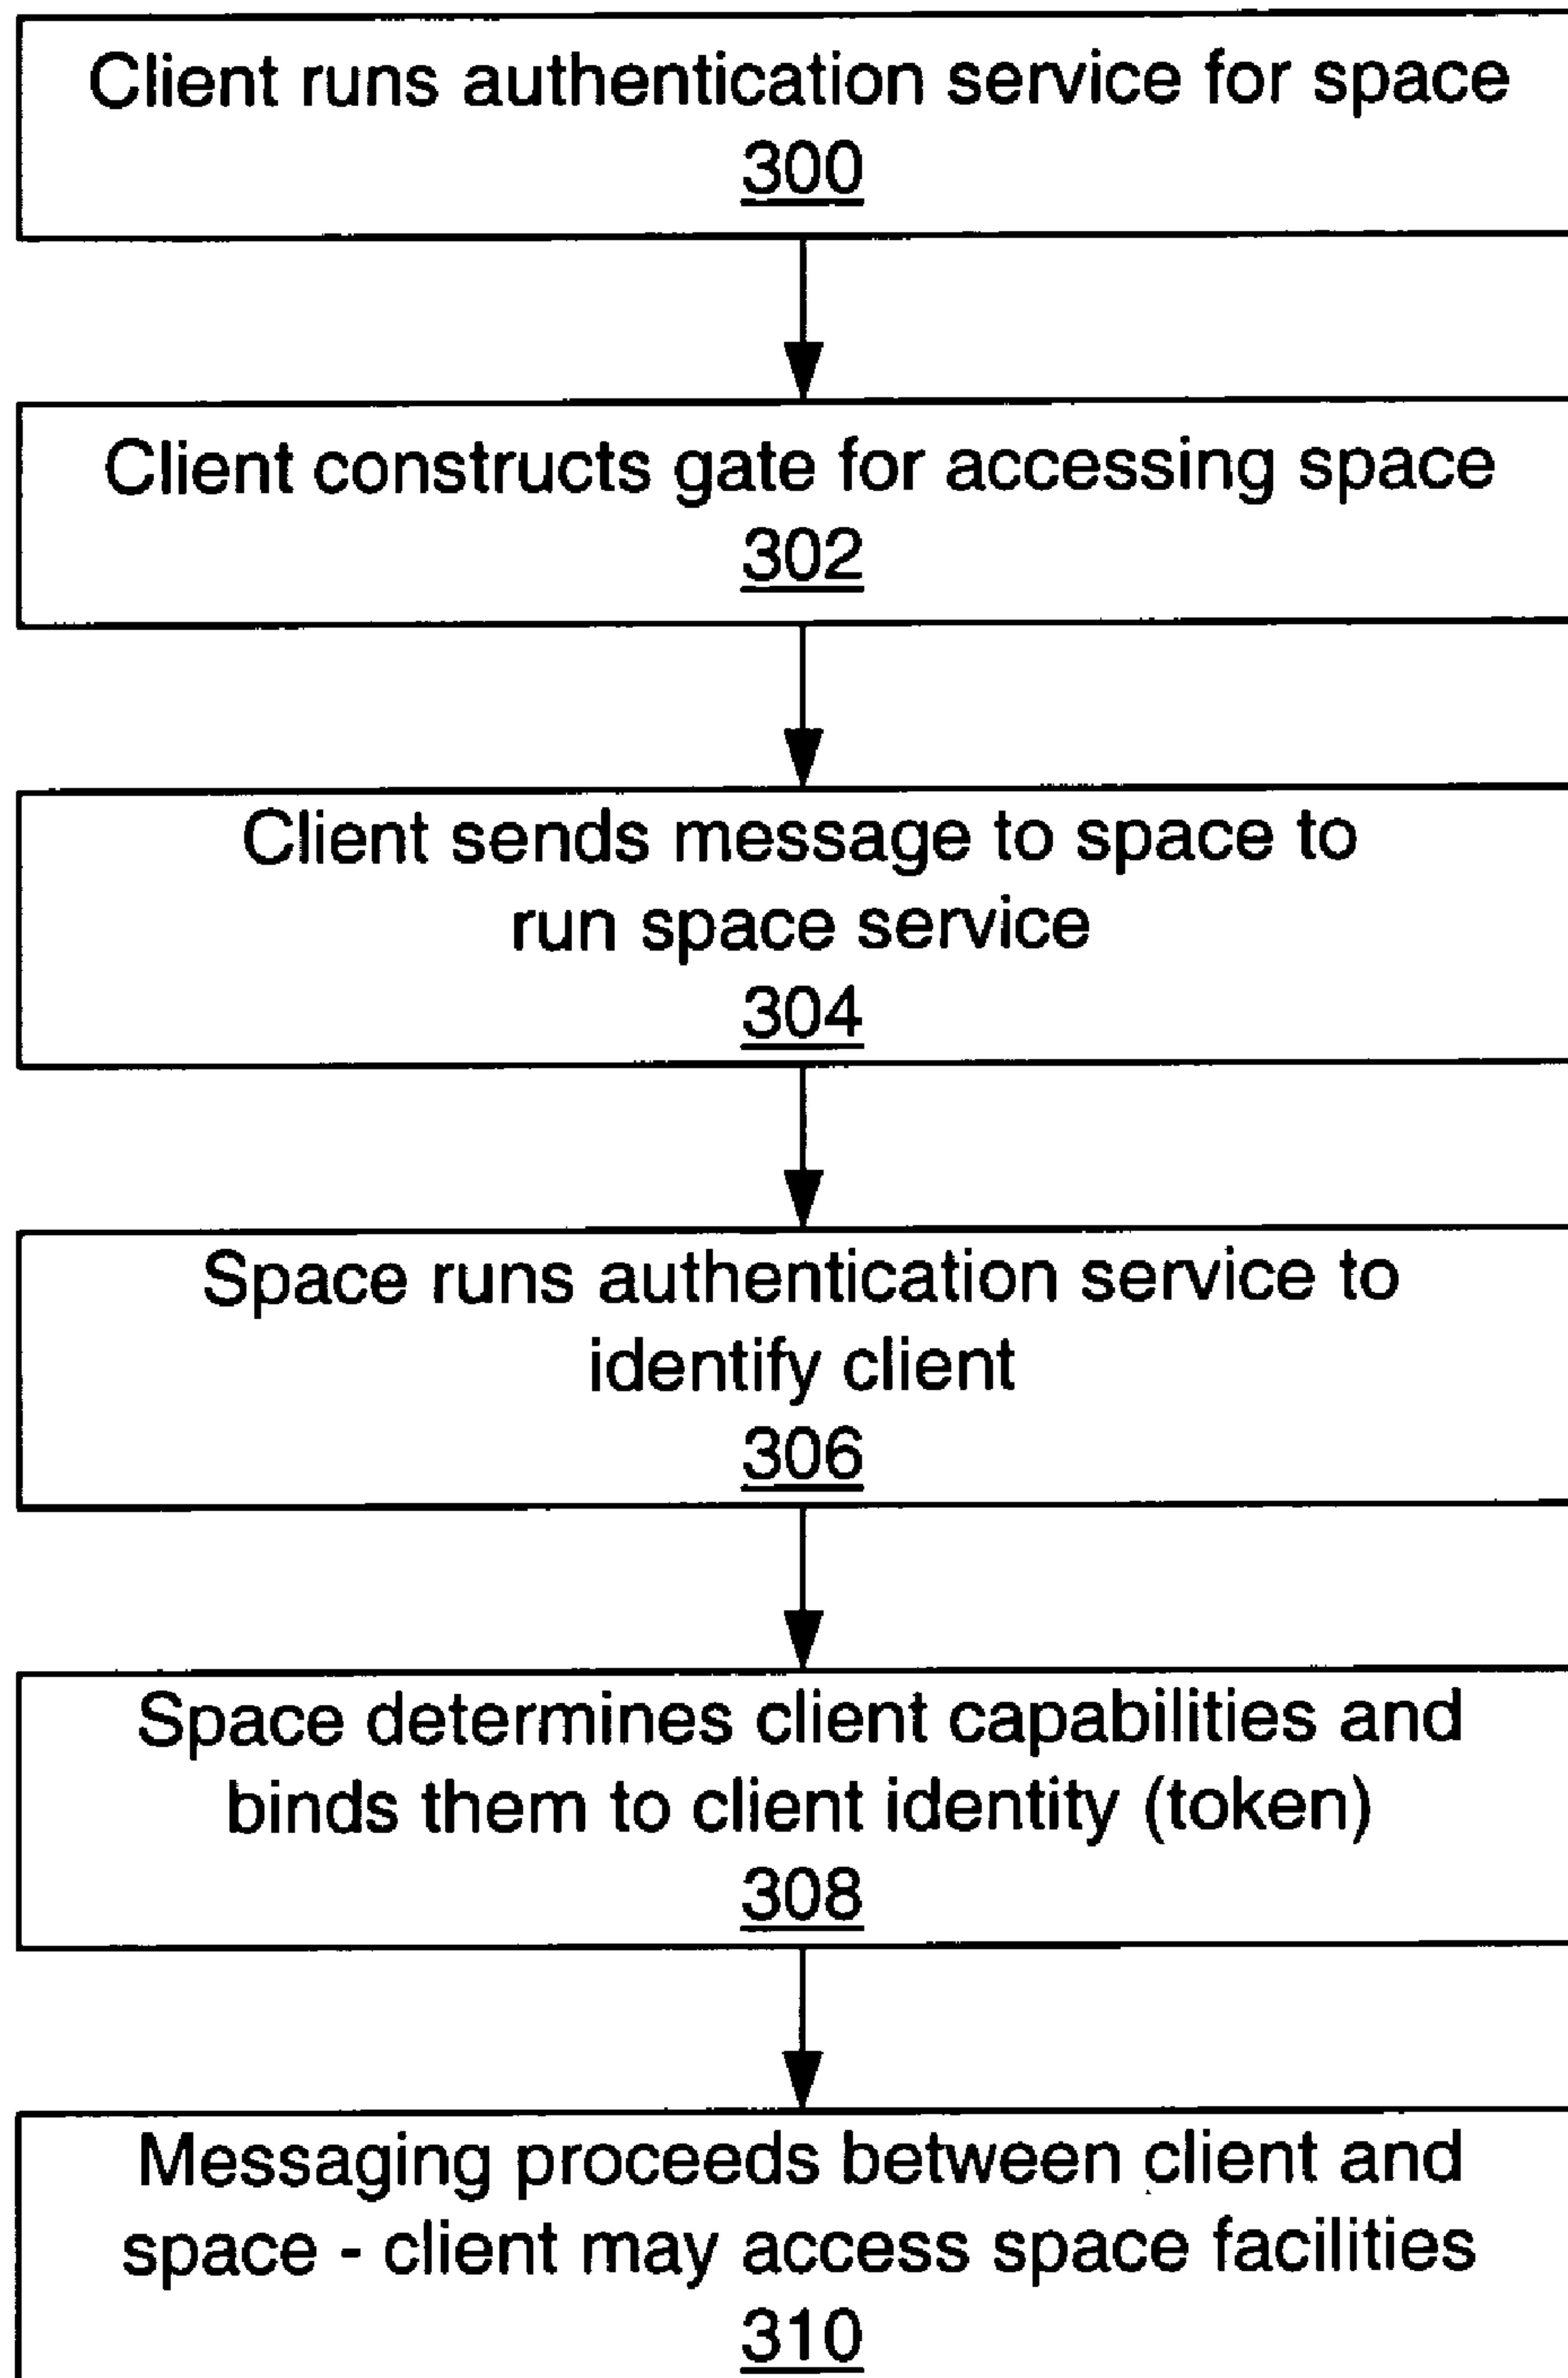 Client runs authentication service for space
300
Client constructs gate for accessing space
302
Client sends message to space to
run space service
304
Space runs authentication service to
identify client
306
Space determines client capabilities and
binds them to client identity (token)
308
Messaging proceeds between client and
space - client may access space facilities
310